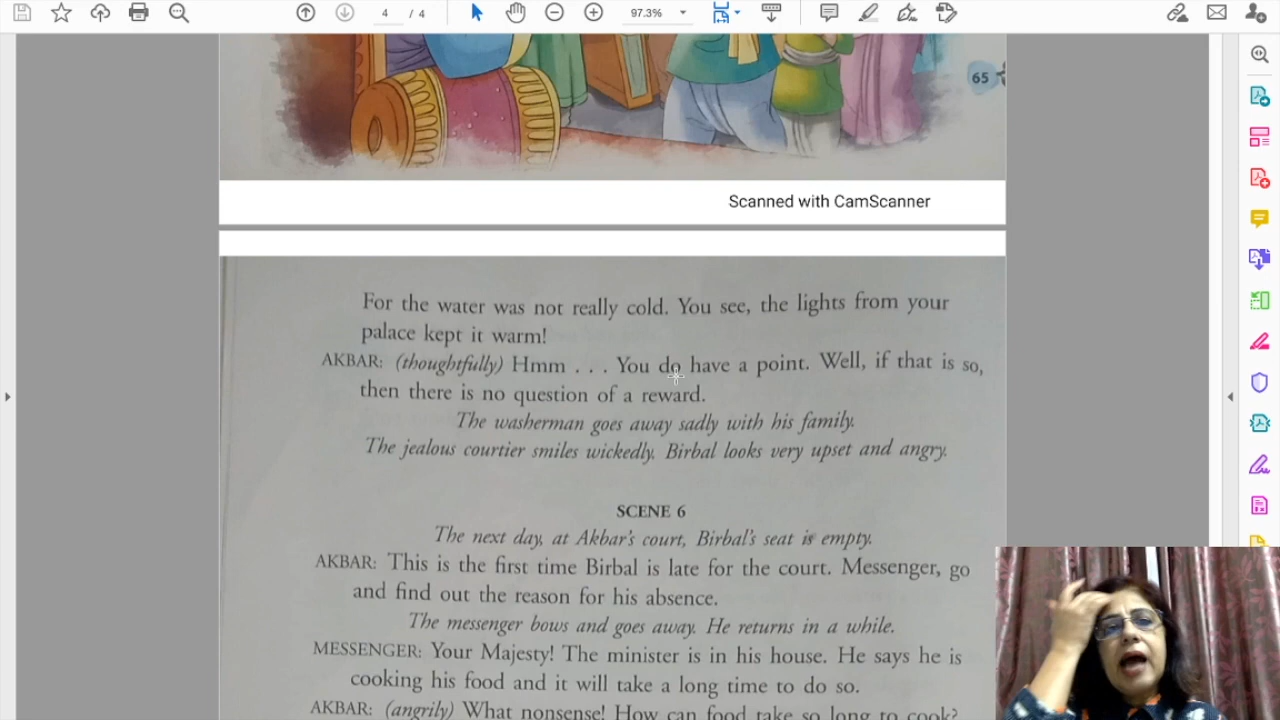 4 / 4
97.3%
65
Scanned with CamScanner
For the water was not really cold. You see, the lights from your
palace kept it warm!
AKBAR: (thoughtfully) Hmm . . . You do have a point. Well, if that is so,
then there is no question of a reward.
The washerman goes away sadly with his family.
The jealous courtier smiles wickedly. Birbal looks very upset and angry.
SCENE 6
The next day, at Akbar's court, Birbal's seat is empty.
AKBAR: This is the first time Birbal is late for the court. Messenger, go
and find out the reason for his absence.
The messenger bows and goes away. He returns in a while.
MESSENGER: Your Majesty! The minister is in his house. He says he is
cooking his food and it will take a long time to do so.
AKBAR: (angrily) What nonsense! How can food take so long to cook?